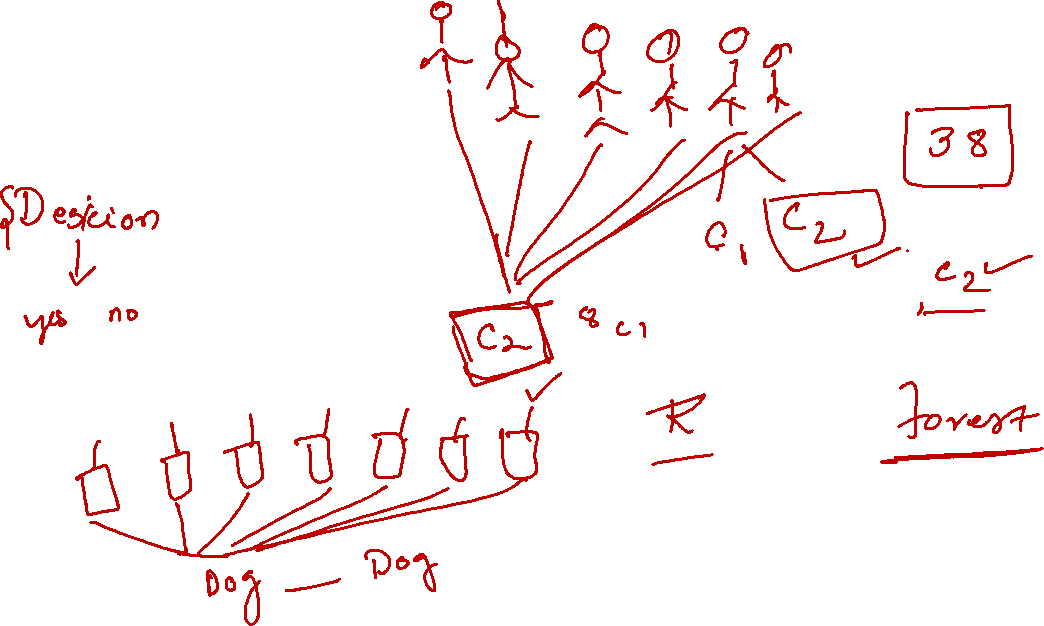 38
Desicion
C1 C2
C2
yes no
C2 8 C1
R Forest
Dog — Dog